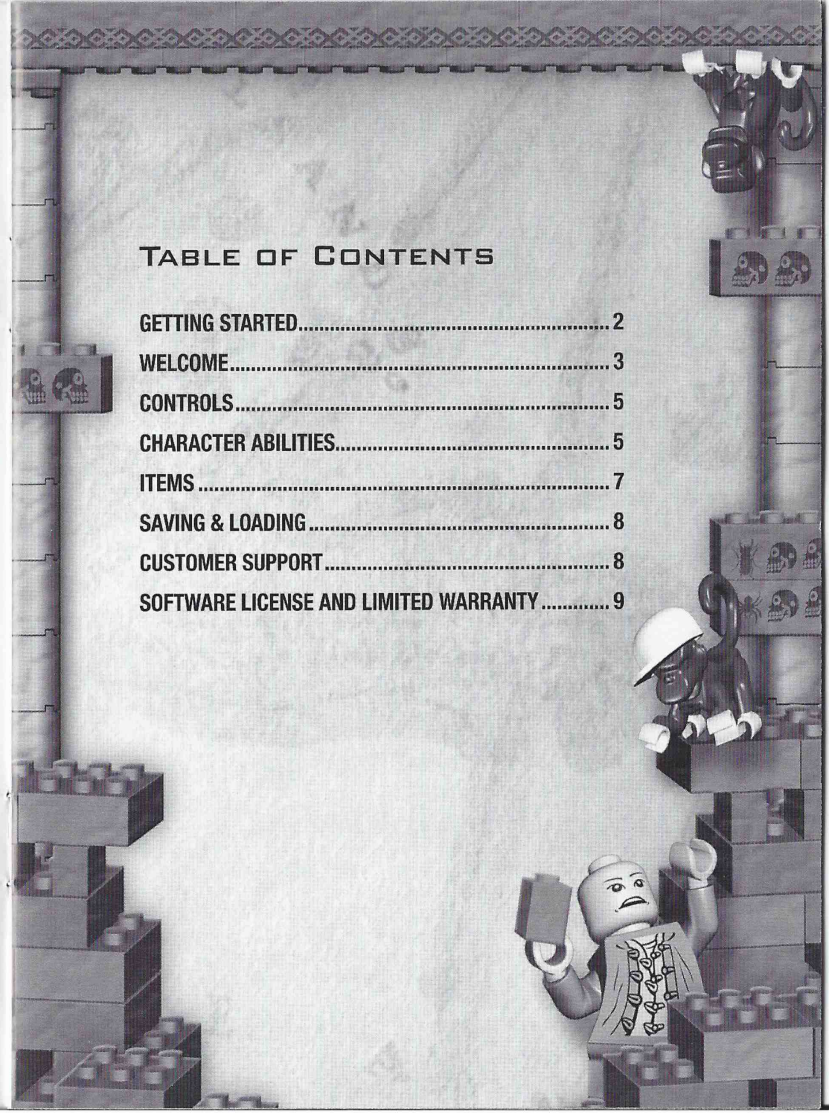 TABLE OF CONTENTS
GETTING STARTED........................................................... 2
WELCOME........................................................................ 3
CONTROLS....................................................................... 5
CHARACTER ABILITIES.................................................... 5
ITEMS .............................................................................. 7
SAVING & LOADING ......................................................... 8
CUSTOMER SUPPORT...................................................... 8
SOFTWARE LICENSE AND LIMITED WARRANTY ............. 9